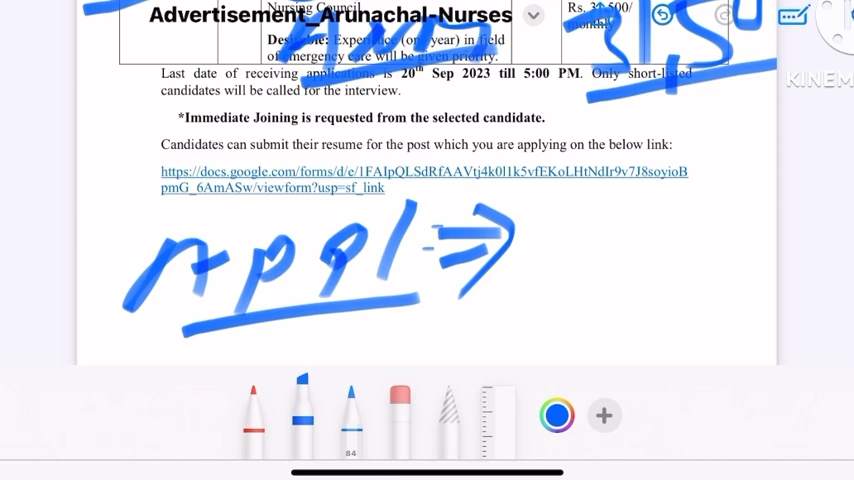 Nursing Council
Advertisement_Arunachal-Nurses
Rs.
monthly
Experience (one year) in field
of emergency care will be given priority.
Last date of receiving applications is 20th Sep 2023 till 5:00 PM. Only short-listed
candidates will be called for the interview.
*Immediate Joining is requested from the selected candidate.
Candidates can submit their resume for the post which you are applying on the below link:
https://docs.google.com/forms/d/e/1FAIpQLSdRfAAVtj4k0l1k5vfEKoLHtNdIr9v7J8soyioB
pmG_6AmASw/viewform?usp=sf_link
84
KINEM